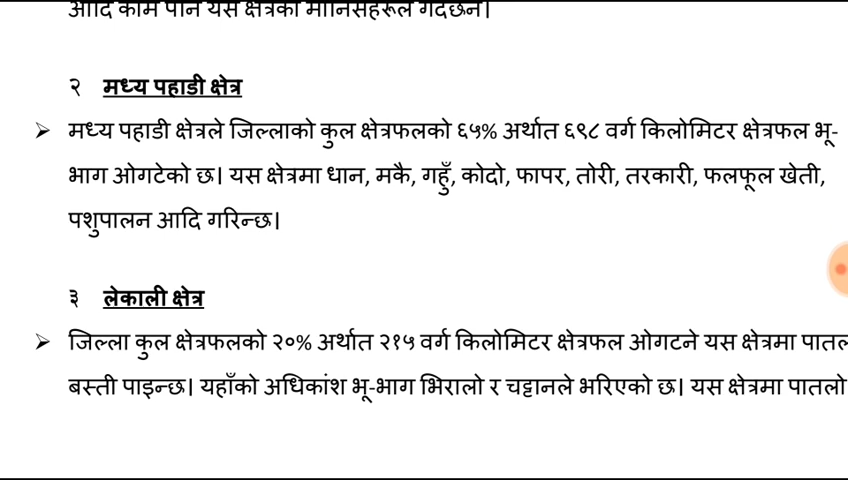 आदि काम पनि यस क्षेत्रका मानिसहरूले गर्दछन्।
२ मध्य पहाडी क्षेत्र
➢ मध्य पहाडी क्षेत्रले जिल्लाको कुल क्षेत्रफलको ६५% अर्थात ६९८ वर्ग किलोमिटर क्षेत्रफल भू-
भाग ओगटेको छ। यस क्षेत्रमा धान, मकै, गहुँ, कोदो, फापर, तोरी, तरकारी, फलफूल खेती,
पशुपालन आदि गरिन्छ।
३ लेकाली क्षेत्र
➢ जिल्ला कुल क्षेत्रफलको २०% अर्थात २१५ वर्ग किलोमिटर क्षेत्रफल ओगटने यस क्षेत्रमा पातल
बस्ती पाइन्छ। यहाँको अधिकांश भू-भाग भिरालो र चट्टानले भरिएको छ। यस क्षेत्रमा पातलो